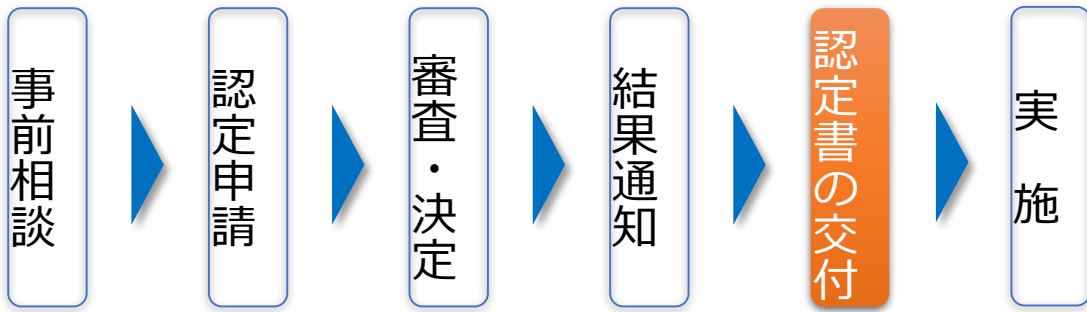 事前相談
認定申請
審査・決定
結果通知
認定書の交付
実　施